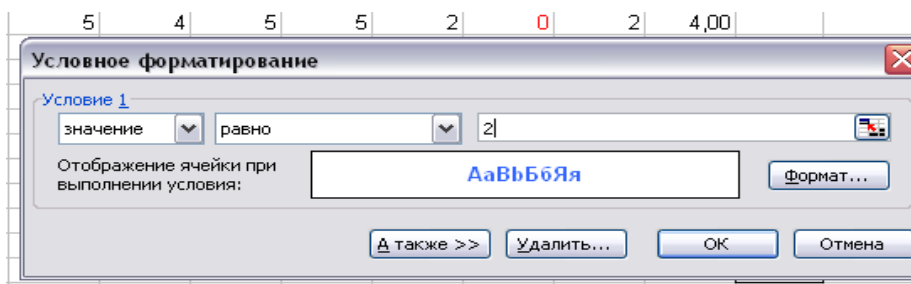 5 4 5 5 2 0 2 4,00
Условное форматирование
Условие 1
значение равно 2
Отображение ячейки при выполнении условия: АаВbБбЯя Формат...
А также >> Удалить... ОК Отмена